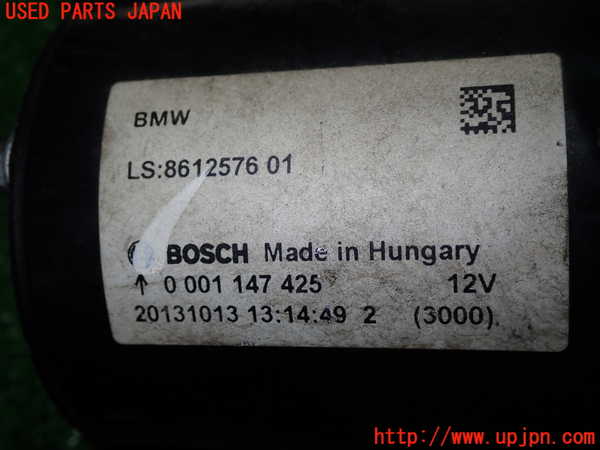 USED PARTS JAPAN
BMW
LS:8612576 01
BOSCH Made in Hungary
↑ 0 001 147 425 12V
20131013 13:14:49 2 (3000).
http://www.upjpn.com/